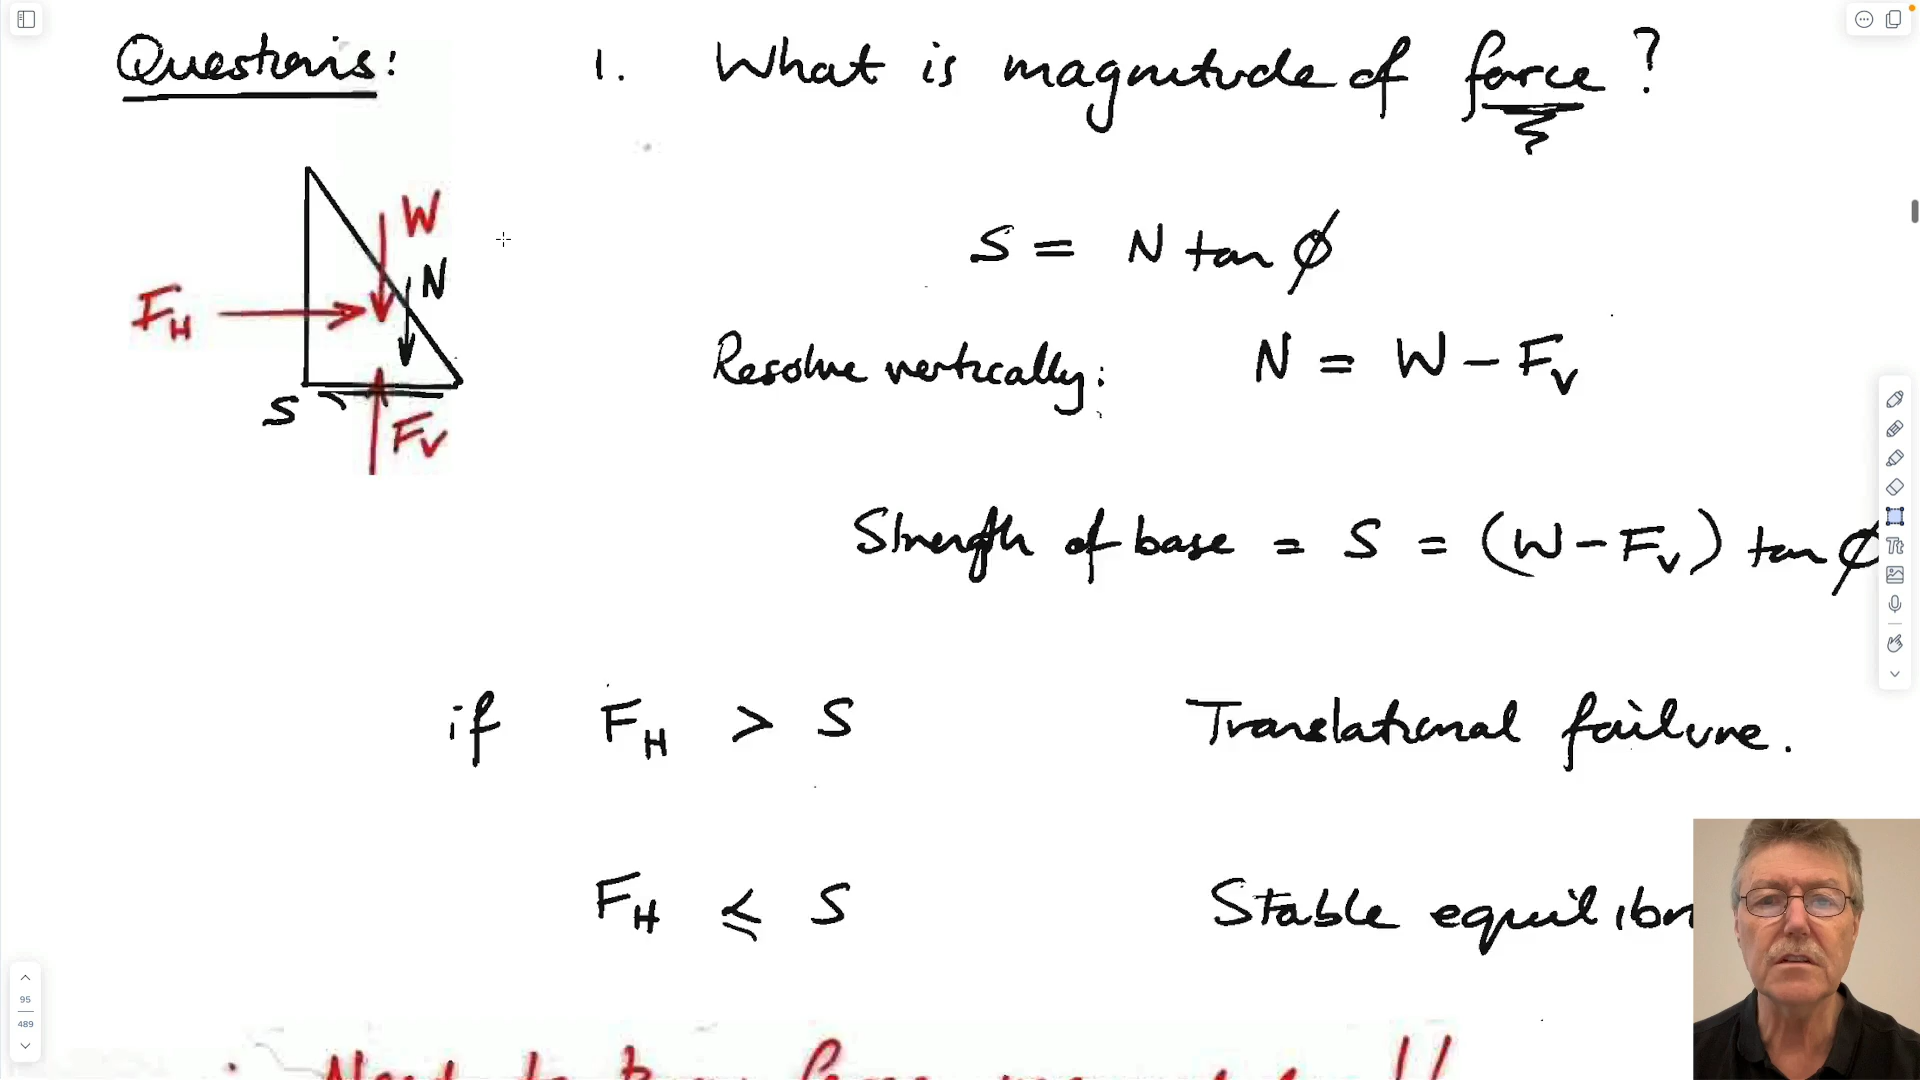 Questions: 1. What is magnitude of force ?
W
N
F_H
S
F_V
S = N tan ϕ
Resolve vertically: N = W - F_V
Strength of base = S = (W - F_V) tan ϕ
if F_H > S Translational failure.
F_H ⩽ S Stable
95
489
Tt